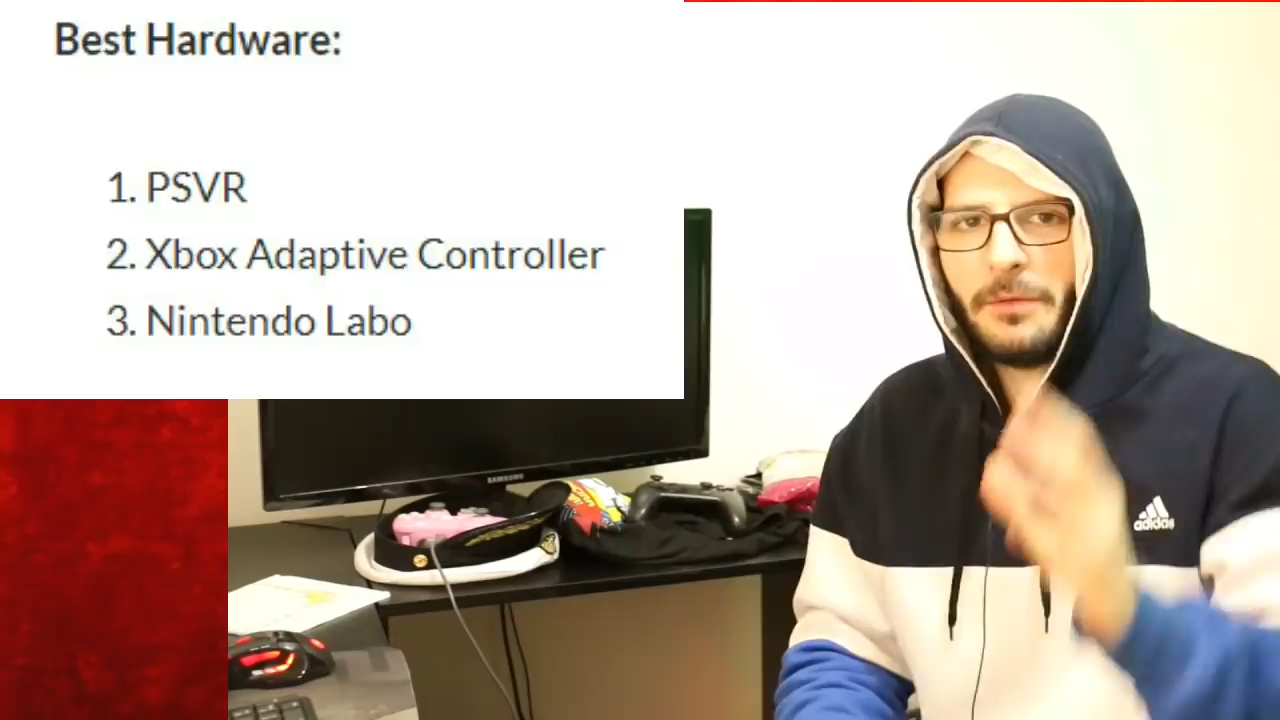 Best Hardware:
1. PSVR
2. Xbox Adaptive Controller
3. Nintendo Labo
SAMSUNG
adidas